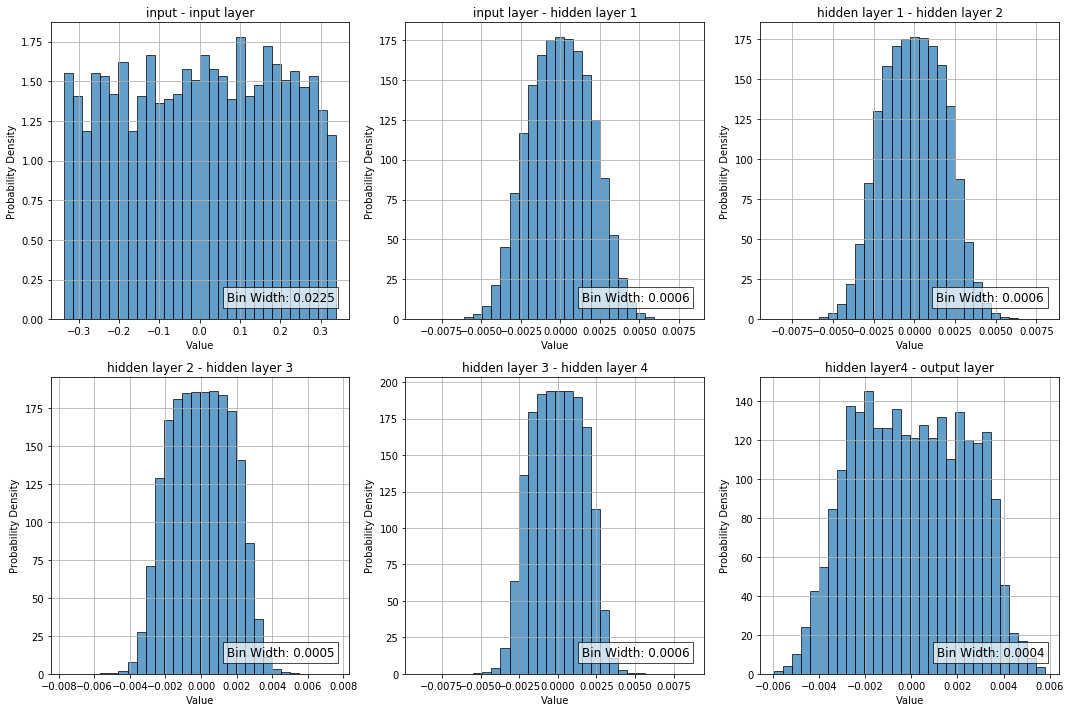 input - input layer
1.75
1.50
1.25
1.00
0.75
0.50
0.25
0.00
Probability Density
Bin Width: 0.0225
−0.3 −0.2 −0.1 0.0 0.1 0.2 0.3
Value
input layer - hidden layer 1
175
150
125
100
75
50
25
0
Probability Density
Bin Width: 0.0006
−0.0075 −0.0050 −0.0025 0.0000 0.0025 0.0050 0.0075
Value
hidden layer 1 - hidden layer 2
175
150
125
100
75
50
25
0
Probability Density
Bin Width: 0.0006
−0.0075 −0.0050 −0.0025 0.0000 0.0025 0.0050 0.0075
Value
hidden layer 2 - hidden layer 3
175
150
125
100
75
50
25
0
Probability Density
Bin Width: 0.0005
−0.008 −0.006 −0.004 −0.002 0.000 0.002 0.004 0.006 0.008
Value
hidden layer 3 - hidden layer 4
200
175
150
125
100
75
50
25
0
Probability Density
Bin Width: 0.0006
−0.0075 −0.0050 −0.0025 0.0000 0.0025 0.0050 0.0075
Value
hidden layer4 - output layer
140
120
100
80
60
40
20
0
Probability Density
Bin Width: 0.0004
−0.006 −0.004 −0.002 0.000 0.002 0.004 0.006
Value